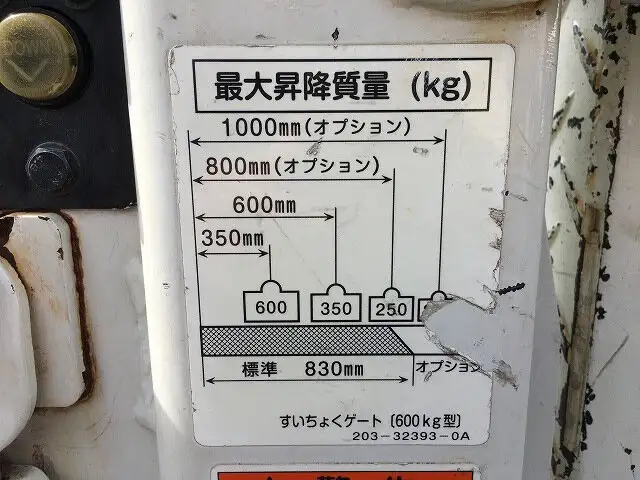 DOWN
最大昇降質量 (kg)
1000mm(オプション)
800mm(オプション)
600mm
350mm
600 350 250
標準 830mm オプション
すいちょくゲート〔600kg型〕
203-32393-0A